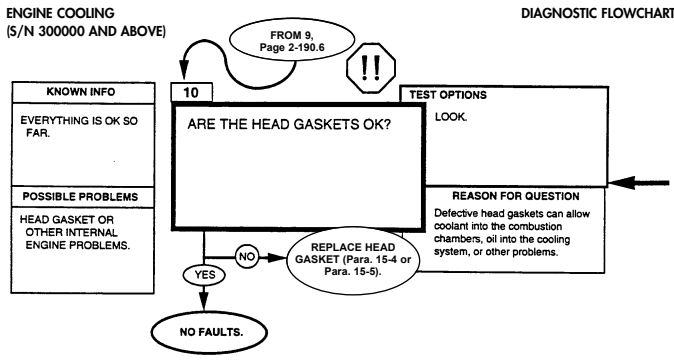 ENGINE COOLING
(S/N 300000 AND ABOVE)
DIAGNOSTIC FLOWCHART
FROM 9,
Page 2-190.6
!!
KNOWN INFO
EVERYTHING IS OK SO
FAR.
POSSIBLE PROBLEMS
HEAD GASKET OR
OTHER INTERNAL
ENGINE PROBLEMS.
10
ARE THE HEAD GASKETS OK?
TEST OPTIONS
LOOK.
REASON FOR QUESTION
Defective head gaskets can allow
coolant into the combustion
chambers, oil into the cooling
system, or other problems.
NO
REPLACE HEAD
GASKET (Para. 15-4 or
Para. 15-5).
YES
NO FAULTS.